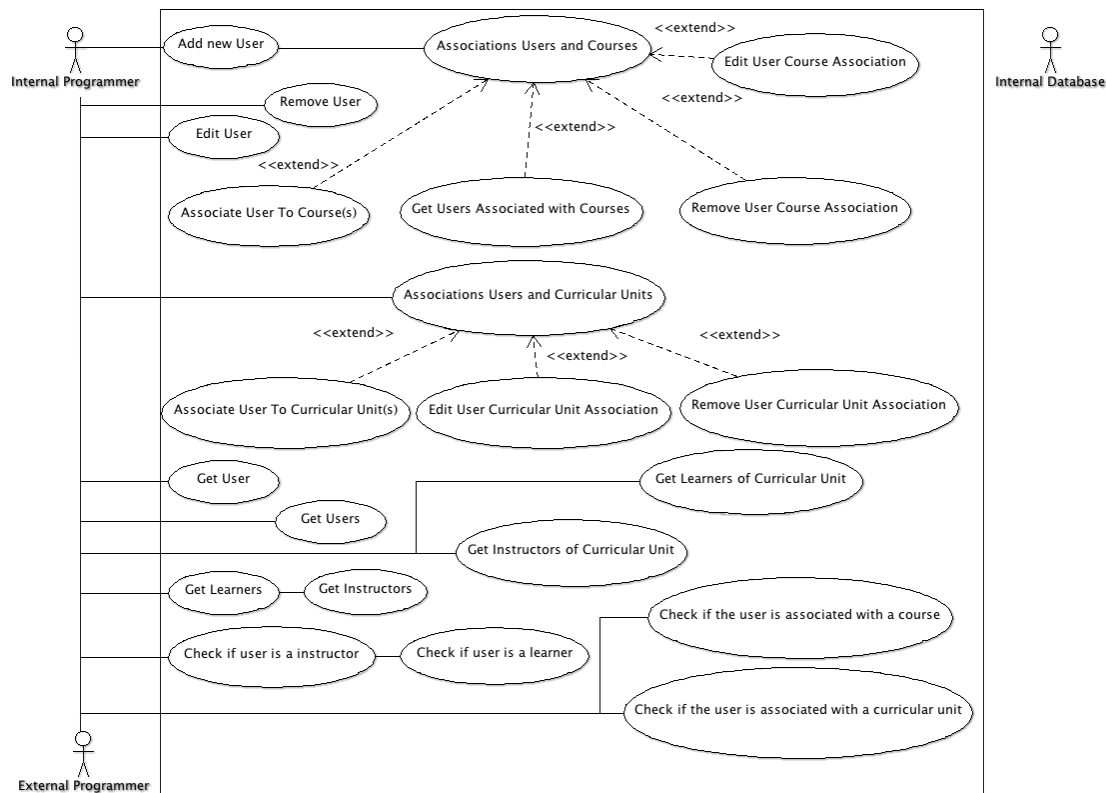 <<extend>>
Add new User
Associations Users and Courses
Edit User Course Association
Internal Programmer
Internal Database
<<extend>>
Remove User
<<extend>>
Edit User
<<extend>>
Associate User To Course(s)
Get Users Associated with Courses
Remove User Course Association
Associations Users and Curricular Units
<<extend>>
<<extend>>
<<extend>>
Associate User To Curricular Unit(s)
Edit User Curricular Unit Association
Remove User Curricular Unit Association
Get User
Get Learners of Curricular Unit
Get Users
Get Instructors of Curricular Unit
Get Learners
Get Instructors
Check if the user is associated with a course
Check if user is a instructor
Check if user is a learner
Check if the user is associated with a curricular unit
External Programmer